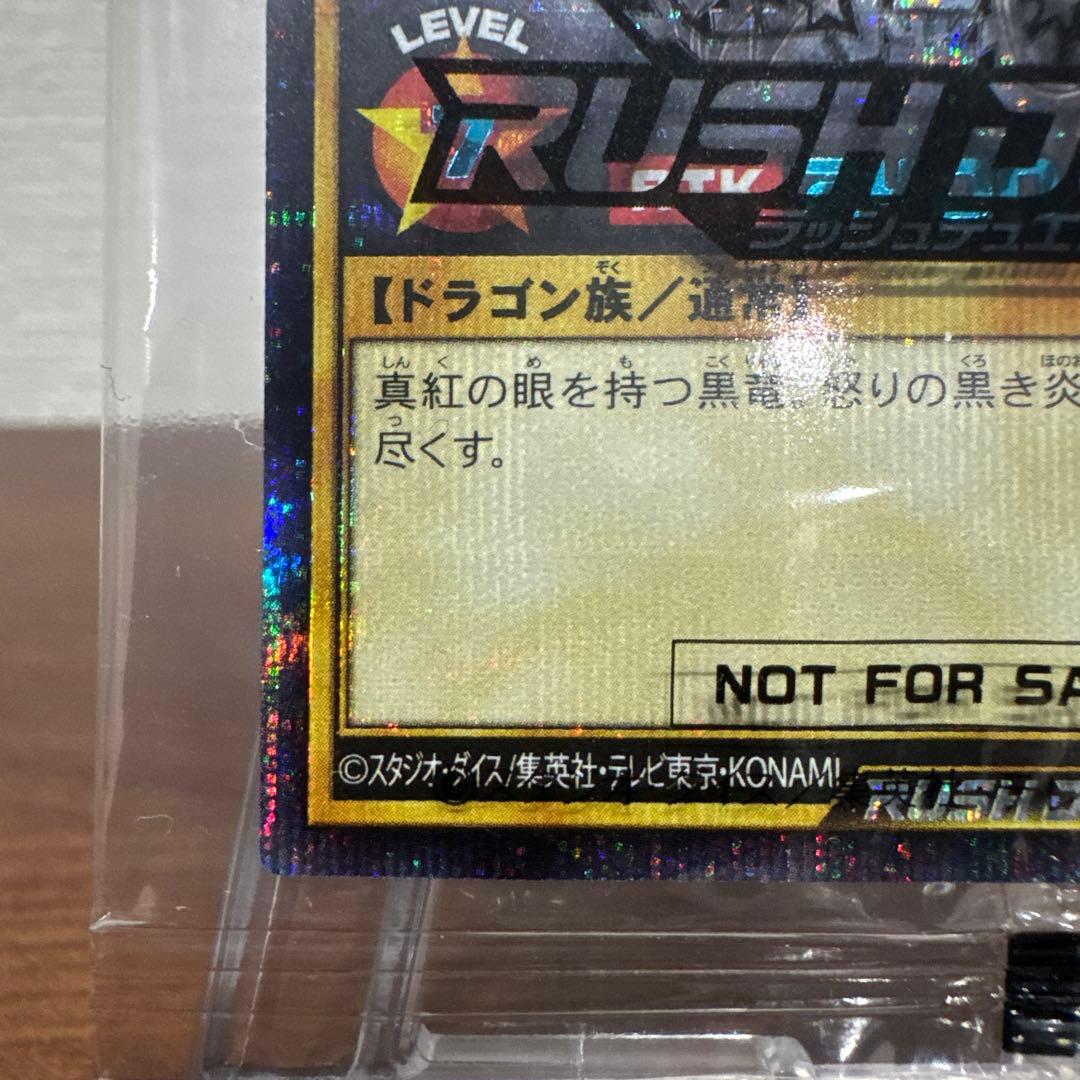 LEVEL
7
RUSH D
ATK
ラッシュデュエ
【ドラゴン族／通常】
真紅の眼を持つ黒竜。怒りの黒き炎
尽くす。
NOT FOR SA
©スタジオ・ダイス/集英社・テレビ東京・KONAMI
RUSH